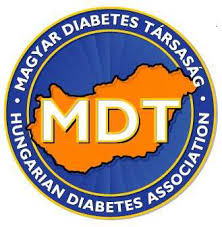 • MAGYAR DIABETES TÁRSASÁG •
MDT
HUNGARIAN DIABETES ASSOCIATION